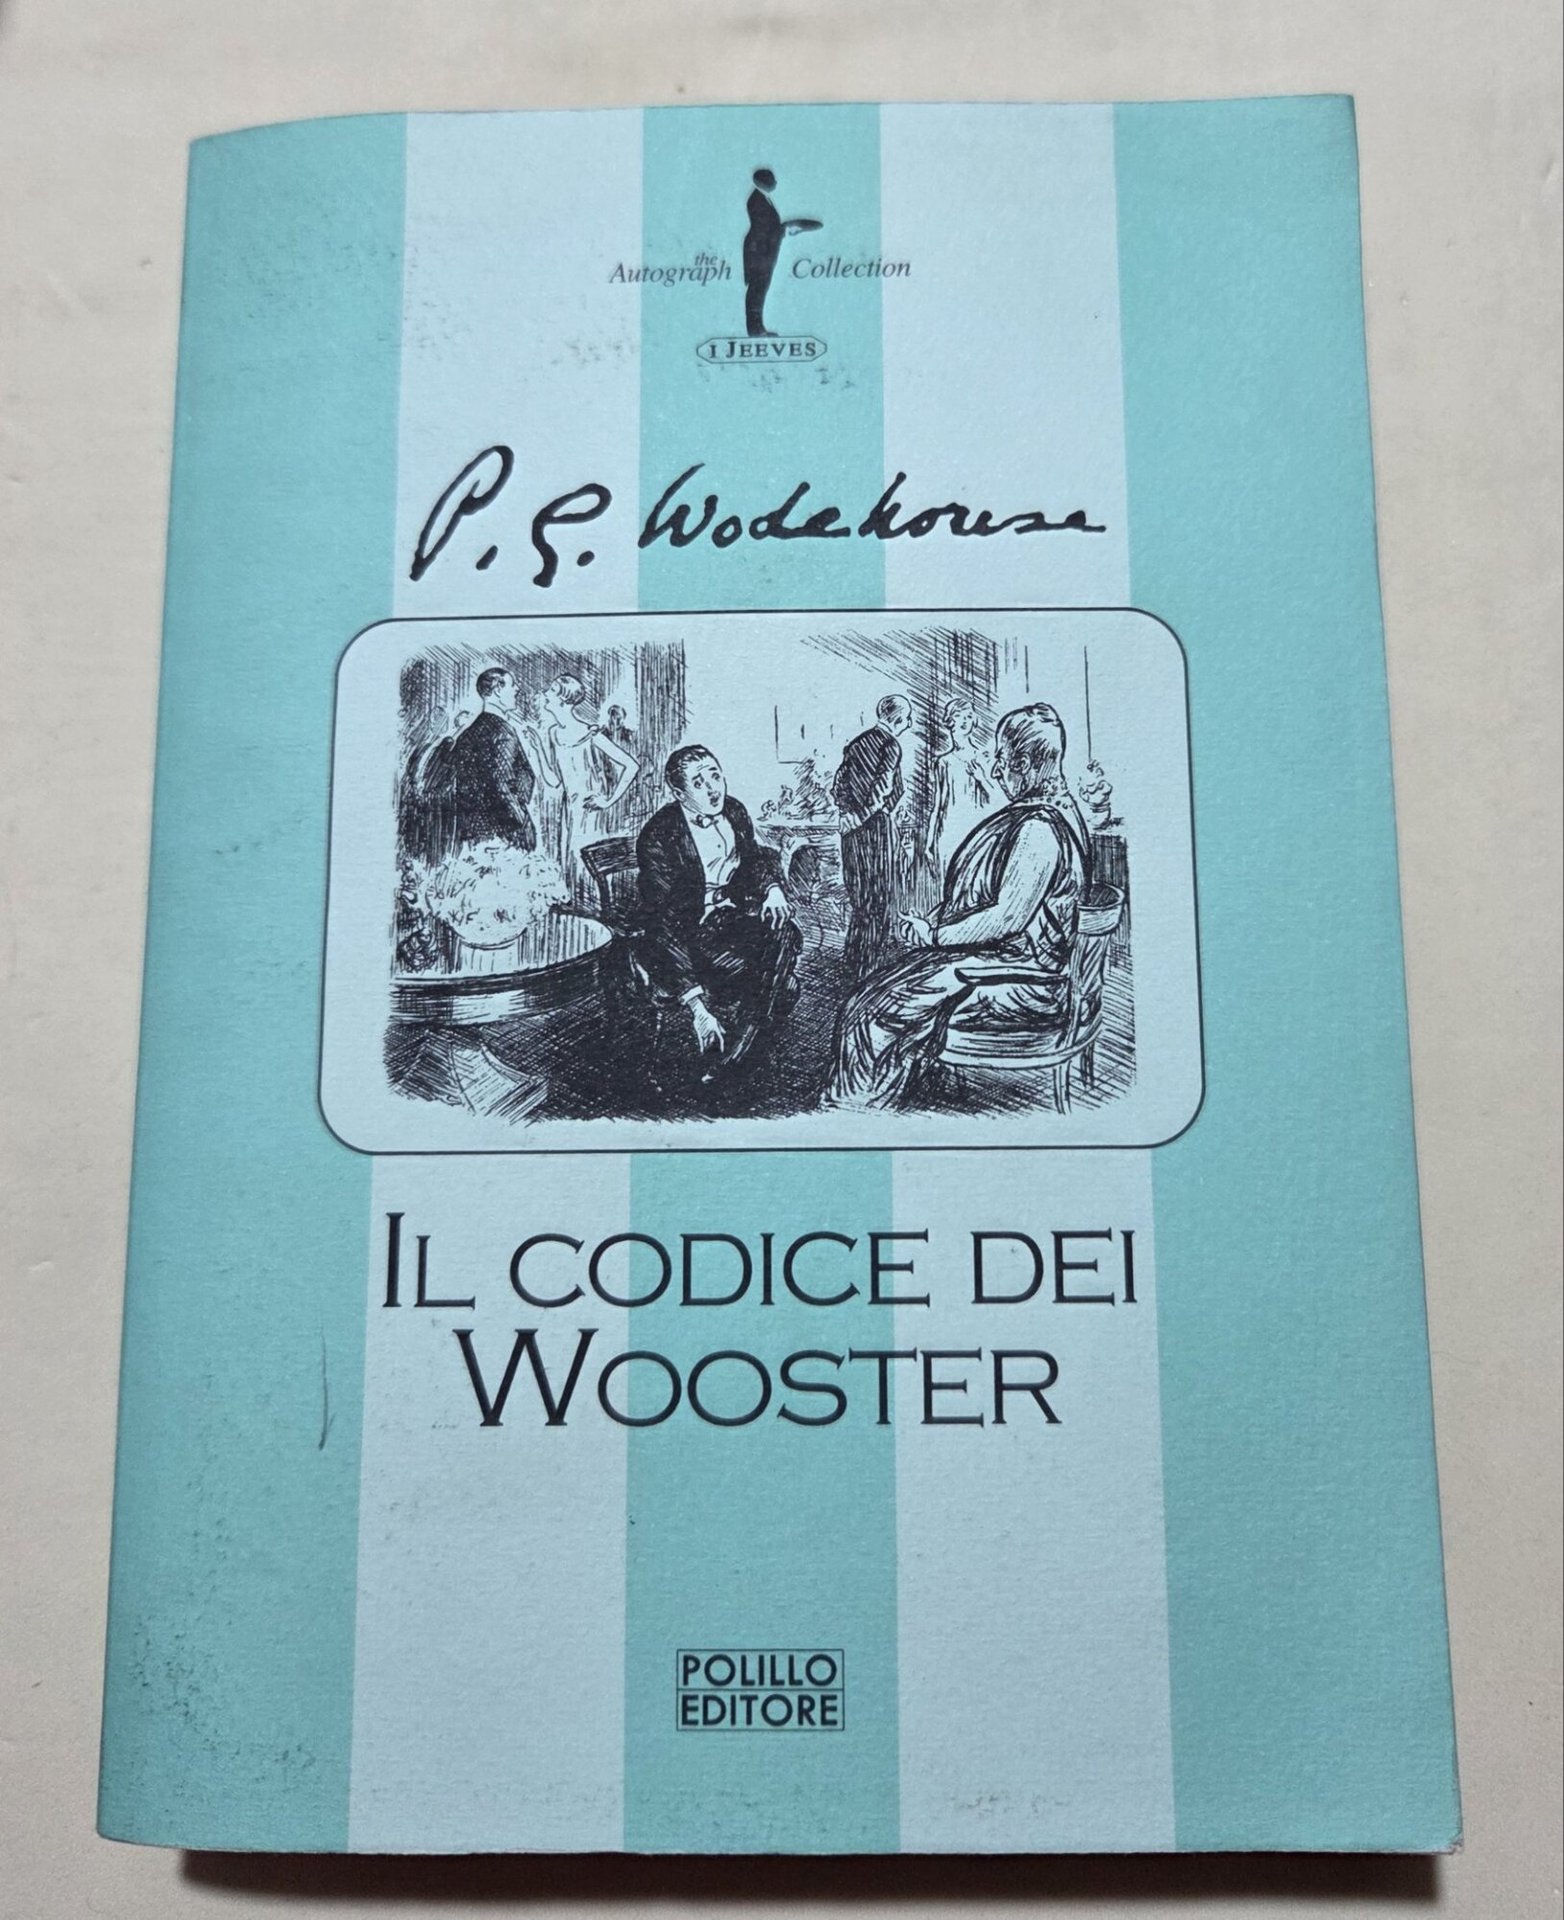 the
Autograph Collection
I JEEVES
P. G. Wodehouse
IL CODICE DEI
WOOSTER
POLILLO
EDITORE